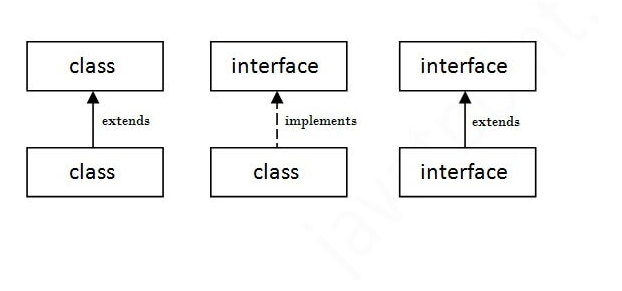 class
interface
interface
extends
implements
extends
class
class
interface